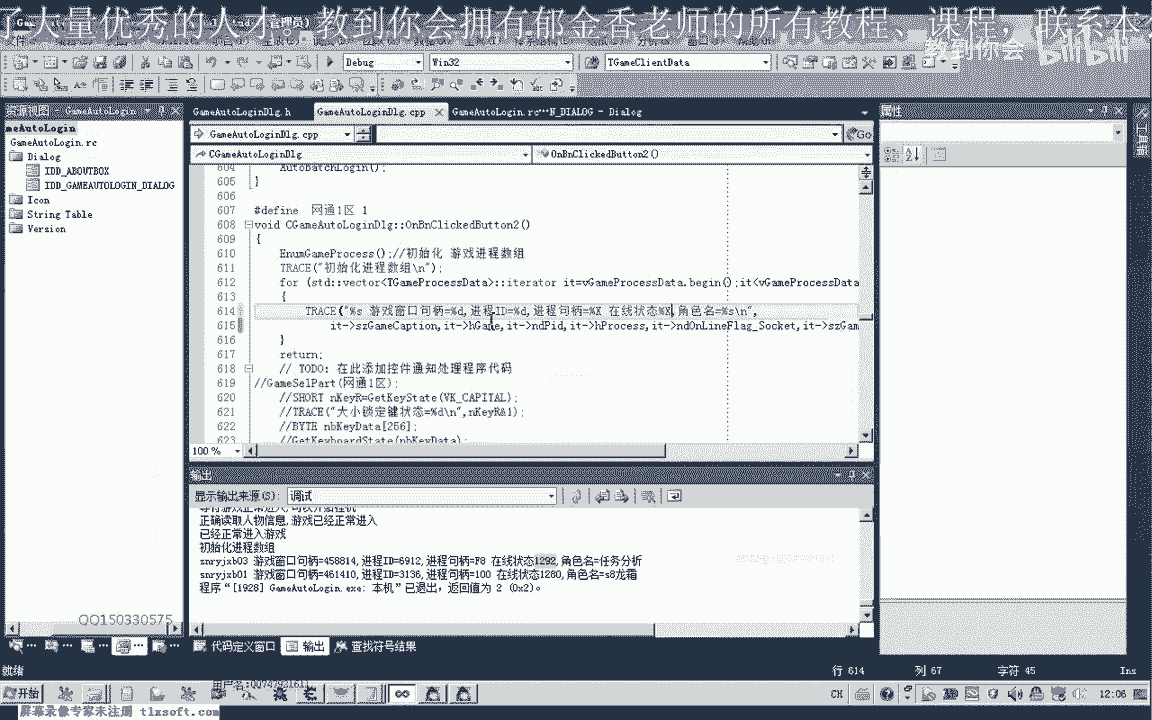 了大量优秀的人才。教到你会拥有郁金香老师的所有教程、课程，联系本
教到你会 bilibili
Debug Win32 TGameClientData
资源视图 - GameAutoLogin
GameAutoLoginDlg.h GameAutoLoginDlg.cpp GameAutoLogin.rc N_DIALOG - Dialog
属性
工具箱
meAutoLogin
GameAutoLogin.rc
Dialog
IDD_ABOUTBOX
IDD_GAMEAUTOLOGIN_DIALOG
Icon
String Table
Version
GameAutoLoginDlg.cpp Go
CGameAutoLoginDlg OnBnClickedButton2()
604 AutoBatchLogin();
605 }
606
607 #define 网通1区 1
608 void CGameAutoLoginDlg::OnBnClickedButton2()
609 {
610 EnumGameProcess();//初始化 游戏进程数组
611 TRACE("初始化进程数组\n");
612 for (std::vector<TGameProcessData>::iterator it=vGameProcessData.begin();it<vGameProcessData
613 {
614 TRACE("%s 游戏窗口句柄=%d,进程ID=%d,进程句柄=%X 在线状态%X,角色名=%s\n",
615 it->szGameCaption,it->hGame,it->ndPid,it->hProcess,it->ndOnLineFlag_Socket,it->szGam
616 }
617 return;
618 // TODO: 在此添加控件通知处理程序代码
619 //GameSelPart(网通1区);
620 //SHORT nKeyR=GetKeyState(VK_CAPITAL);
621 //TRACE("大小锁定键状态=%d\n",nKeyR&1);
622 //BYTE nbKeyData[256];
623 //GetKeyboardState(nbKeyData);
100 %
输出
显示输出来源(S): 调试
正确读取人物信息,游戏已经正常进入
已经正常进入游戏
初始化进程数组
snryjxb03 游戏窗口句柄=458814,进程ID=6912,进程句柄=F8 在线状态1292,角色名=任务分析
snryjxb01 游戏窗口句柄=461410,进程ID=3136,进程句柄=100 在线状态1280,角色名=s8龙霜
程序“[1928] GameAutoLogin.exe: 本机”已退出，返回值为 2 (0x2)。
QQ150330575
代码定义窗口 输出 查找符号结果
就绪 行 614 列 67 字符 45 Ins
开始 CH 12:06
屏幕录像专家未注册 tlxsoft.com